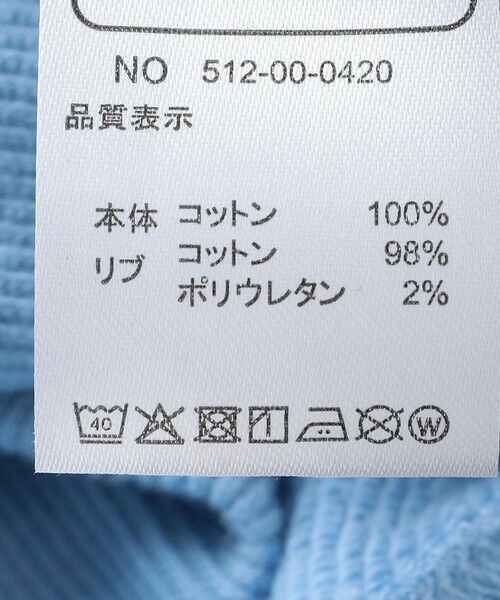 NO 512-00-0420
品質表示
本体 コットン 100%
リブ コットン 98%
ポリウレタン 2%
40 W